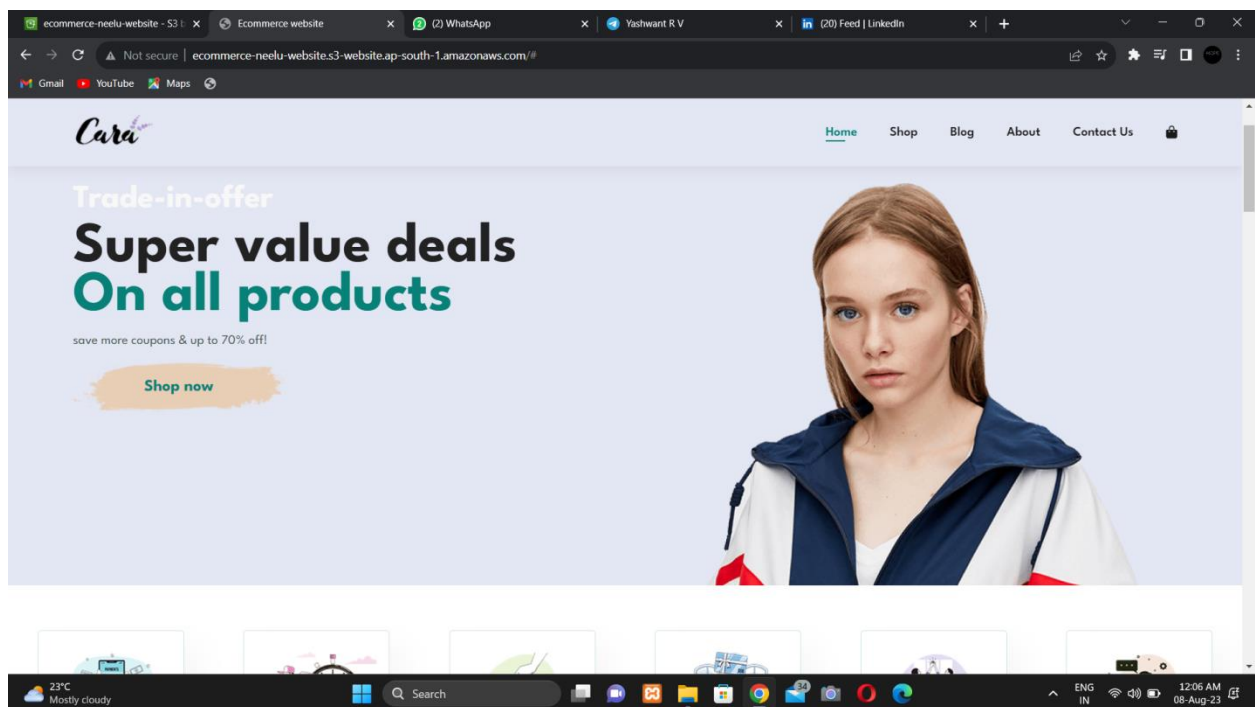 ecommerce-neelu-website - S3 b
Ecommerce website
(2) WhatsApp
Yashwant R V
(20) Feed | LinkedIn
Not secure | ecommerce-neelu-website.s3-website.ap-south-1.amazonaws.com/#
Gmail YouTube Maps
Cara
Home Shop Blog About Contact Us
Trade-in-offer
Super value deals
On all products
save more coupons & up to 70% off!
Shop now
23°C
Mostly cloudy
Search
34
ENG
IN
12:06 AM
08-Aug-23